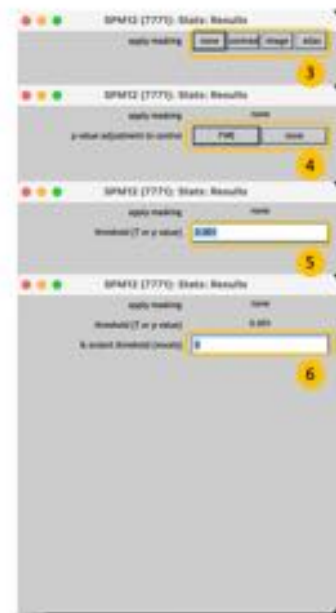 SPM12 (7771): Stats: Results
apply masking none contrast image atlas
3
SPM12 (7771): Stats: Results
apply masking none
p value adjustment to control FWE none
4
SPM12 (7771): Stats: Results
apply masking none
threshold {T or p value} 0.001
5
SPM12 (7771): Stats: Results
apply masking none
threshold {T or p value} 0.001
& extent threshold {voxels} 0
6